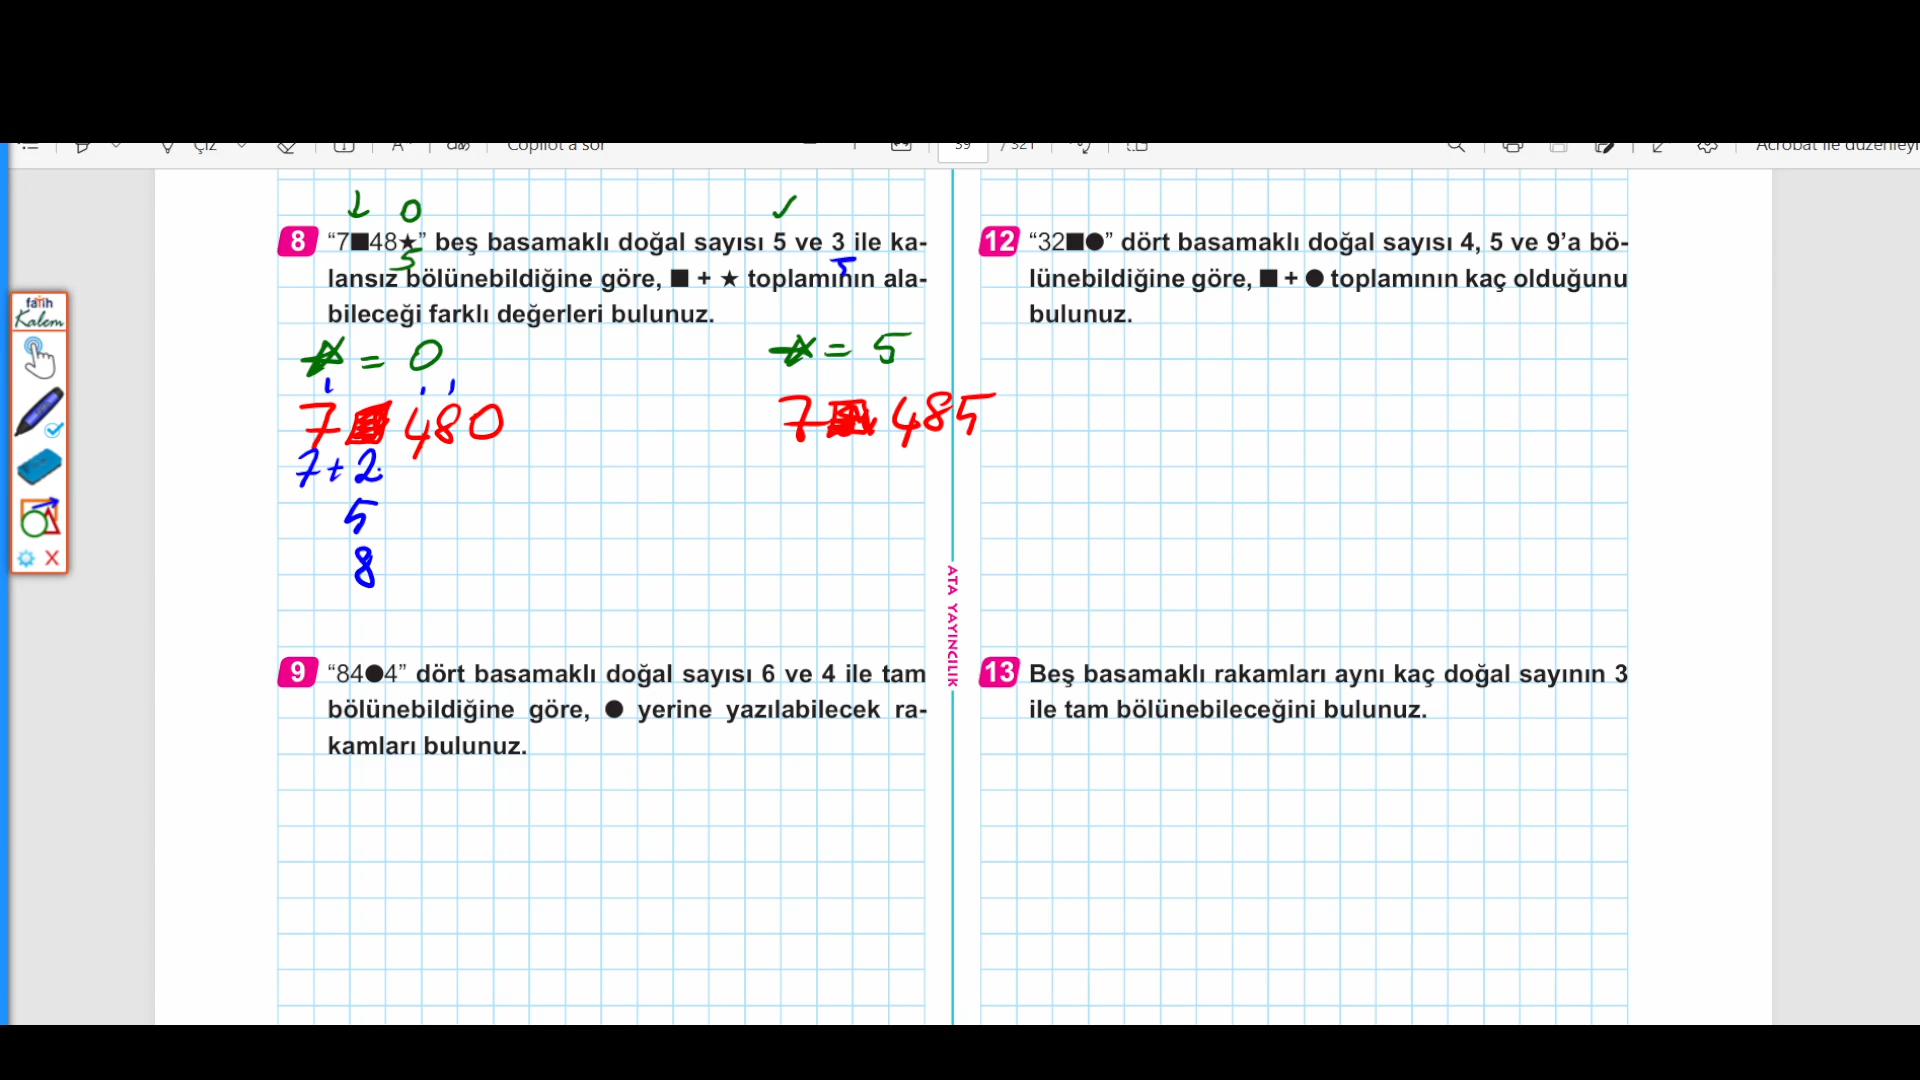 Çiz
Copilot'a sor
39 / 321
Acrobat ile düzenleyi
fatih
Kalem
↓ 0
✓
8 “7■48★” beş basamaklı doğal sayısı 5 ve 3 ile ka-
5
5
lansız bölünebildiğine göre, ■ + ★ toplamının ala-
bileceği farklı değerleri bulunuz.
★ = 0
7■480
7+2
5
8
★ = 5
7■485
9 “84●4” dört basamaklı doğal sayısı 6 ve 4 ile tam
bölünebildiğine göre, ● yerine yazılabilecek ra-
kamları bulunuz.
ATA YAYINCILIK
12 “32■●” dört basamaklı doğal sayısı 4, 5 ve 9’a bö-
lünebildiğine göre, ■ + ● toplamının kaç olduğunu
bulunuz.
13 Beş basamaklı rakamları aynı kaç doğal sayının 3
ile tam bölünebileceğini bulunuz.